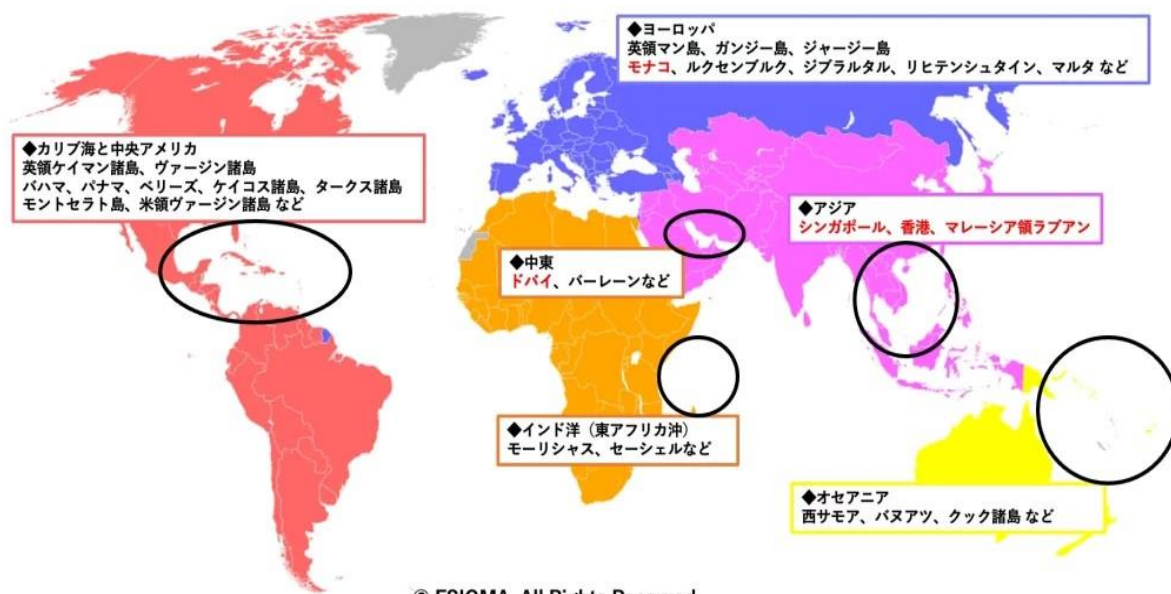 ◆ヨーロッパ
英領マン島、ガンジー島、ジャージー島
モナコ、ルクセンブルク、ジブラルタル、リヒテンシュタイン、マルタ など
◆カリブ海と中央アメリカ
英領ケイマン諸島、ヴァージン諸島
バハマ、パナマ、ベリーズ、ケイコス諸島、タークス諸島
モントセラト島、米領ヴァージン諸島 など
◆アジア
シンガポール、香港、マレーシア領ラブアン
◆中東
ドバイ、バーレーンなど
◆インド洋（東アフリカ沖）
モーリシャス、セーシェルなど
◆オセアニア
西サモア、バヌアツ、クック諸島 など